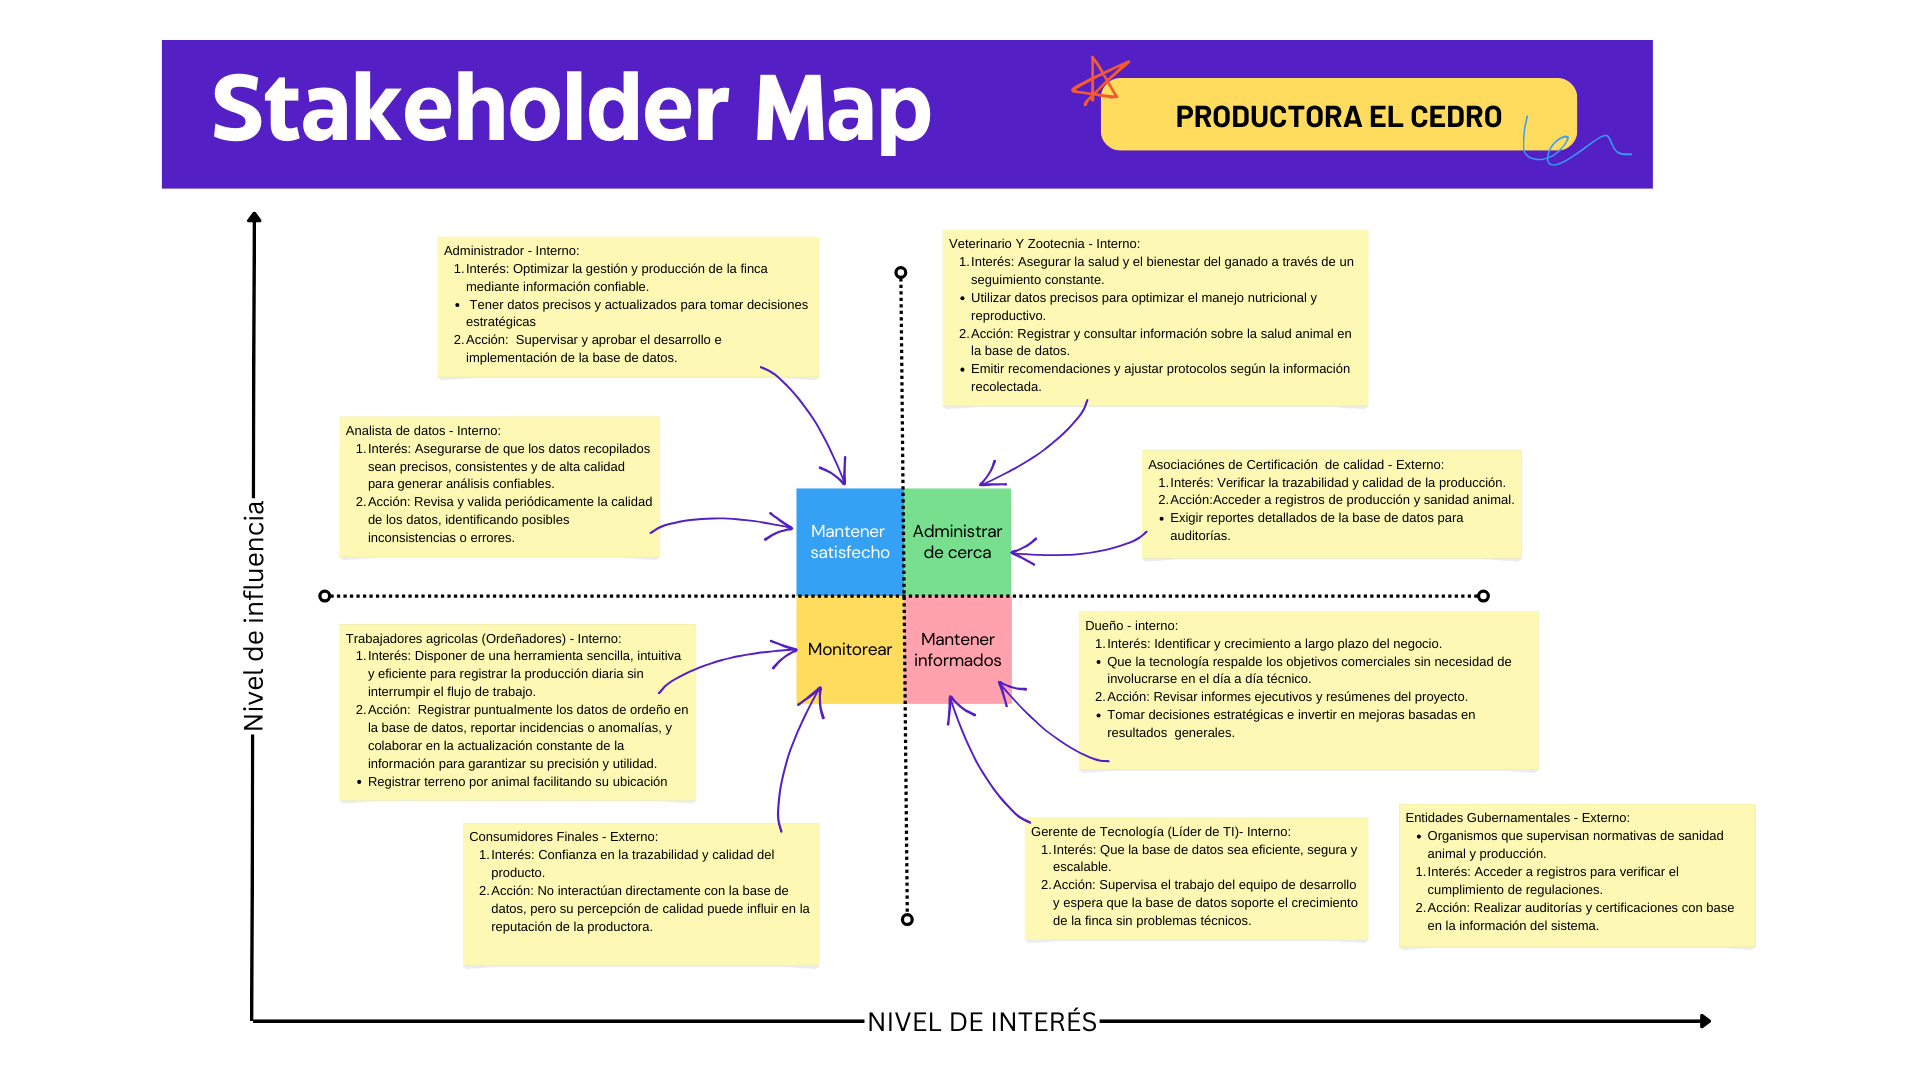 Stakeholder Map
PRODUCTORA EL CEDRO
Administrador - Interno:
1. Interés: Optimizar la gestión y producción de la finca
mediante información confiable.
• Tener datos precisos y actualizados para tomar decisiones
estratégicas
2. Acción:  Supervisar y aprobar el desarrollo e
implementación de la base de datos.
Veterinario Y Zootecnia - Interno:
1. Interés: Asegurar la salud y el bienestar del ganado a través de un
seguimiento constante.
• Utilizar datos precisos para optimizar el manejo nutricional y
reproductivo.
2. Acción: Registrar y consultar información sobre la salud animal en
la base de datos.
• Emitir recomendaciones y ajustar protocolos según la información
recolectada.
Analista de datos - Interno:
1. Interés: Asegurarse de que los datos recopilados
sean precisos, consistentes y de alta calidad
para generar análisis confiables.
2. Acción: Revisa y valida periódicamente la calidad
de los datos, identificando posibles
inconsistencias o errores.
Asociaciónes de Certificación  de calidad - Externo:
1. Interés: Verificar la trazabilidad y calidad de la producción.
2. Acción:Acceder a registros de producción y sanidad animal.
• Exigir reportes detallados de la base de datos para
auditorías.
Mantener
satisfecho
Administrar
de cerca
Monitorear
Mantener
informados
Nivel de influencia
Trabajadores agricolas (Ordeñadores) - Interno:
1. Interés: Disponer de una herramienta sencilla, intuitiva
y eficiente para registrar la producción diaria sin
interrumpir el flujo de trabajo.
2. Acción:  Registrar puntualmente los datos de ordeño en
la base de datos, reportar incidencias o anomalías, y
colaborar en la actualización constante de la
información para garantizar su precisión y utilidad.
• Registrar terreno por animal facilitando su ubicación
Dueño - interno:
1. Interés: Identificar y crecimiento a largo plazo del negocio.
• Que la tecnología respalde los objetivos comerciales sin necesidad de
involucrarse en el día a día técnico.
2. Acción: Revisar informes ejecutivos y resúmenes del proyecto.
• Tomar decisiones estratégicas e invertir en mejoras basadas en
resultados  generales.
Consumidores Finales - Externo:
1. Interés: Confianza en la trazabilidad y calidad del
producto.
2. Acción: No interactúan directamente con la base de
datos, pero su percepción de calidad puede influir en la
reputación de la productora.
Gerente de Tecnología (Líder de TI)- Interno:
1. Interés: Que la base de datos sea eficiente, segura y
escalable.
2. Acción: Supervisa el trabajo del equipo de desarrollo
y espera que la base de datos soporte el crecimiento
de la finca sin problemas técnicos.
Entidades Gubernamentales - Externo:
• Organismos que supervisan normativas de sanidad
animal y producción.
1. Interés: Acceder a registros para verificar el
cumplimiento de regulaciones.
2. Acción: Realizar auditorías y certificaciones con base
en la información del sistema.
NIVEL DE INTERÉS